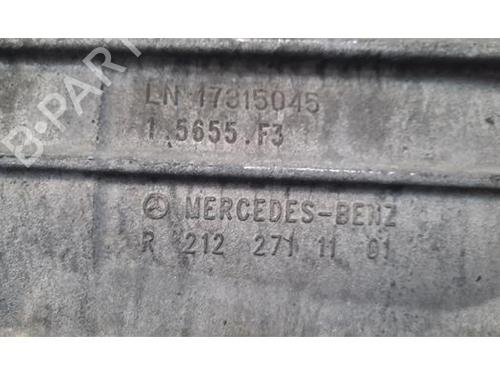 B-PARTS
LN 17315045
1.5655.F3
MERCEDES-BENZ
R 212 271 11 01